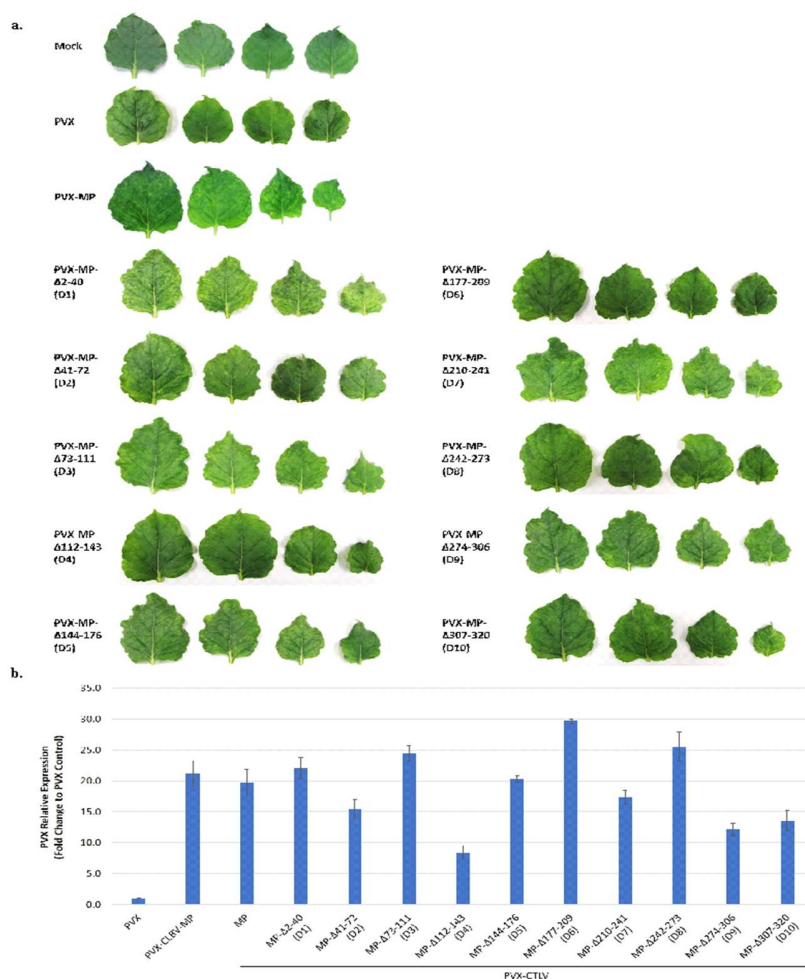 a.
Mock
PVX
PVX-MP
PVX-MP-
Δ2-40
(D1)
PVX-MP-
Δ41-72
(D2)
PVX-MP-
Δ73-111
(D3)
PVX-MP
Δ112-143
(D4)
PVX-MP-
Δ144-176
(D5)
PVX-MP-
Δ177-209
(D6)
PVX-MP-
Δ210-241
(D7)
PVX-MP-
Δ242-273
(D8)
PVX-MP
Δ274-306
(D9)
PVX-MP-
Δ307-320
(D10)
b.
PVX Relative Expression
(Fold Change to PVX Control)
35.0
30.0
25.0
20.0
15.0
10.0
5.0
0.0
PVX
PVX-CLBV-MP
MP
MP-Δ2-40
(D1)
MP-Δ41-72
(D2)
MP-Δ73-111
(D3)
MP-Δ112-143
(D4)
MP-Δ144-176
(D5)
MP-Δ177-209
(D6)
MP-Δ210-241
(D7)
MP-Δ242-273
(D8)
MP-Δ274-306
(D9)
MP-Δ307-320
(D10)
PVX-CTLV